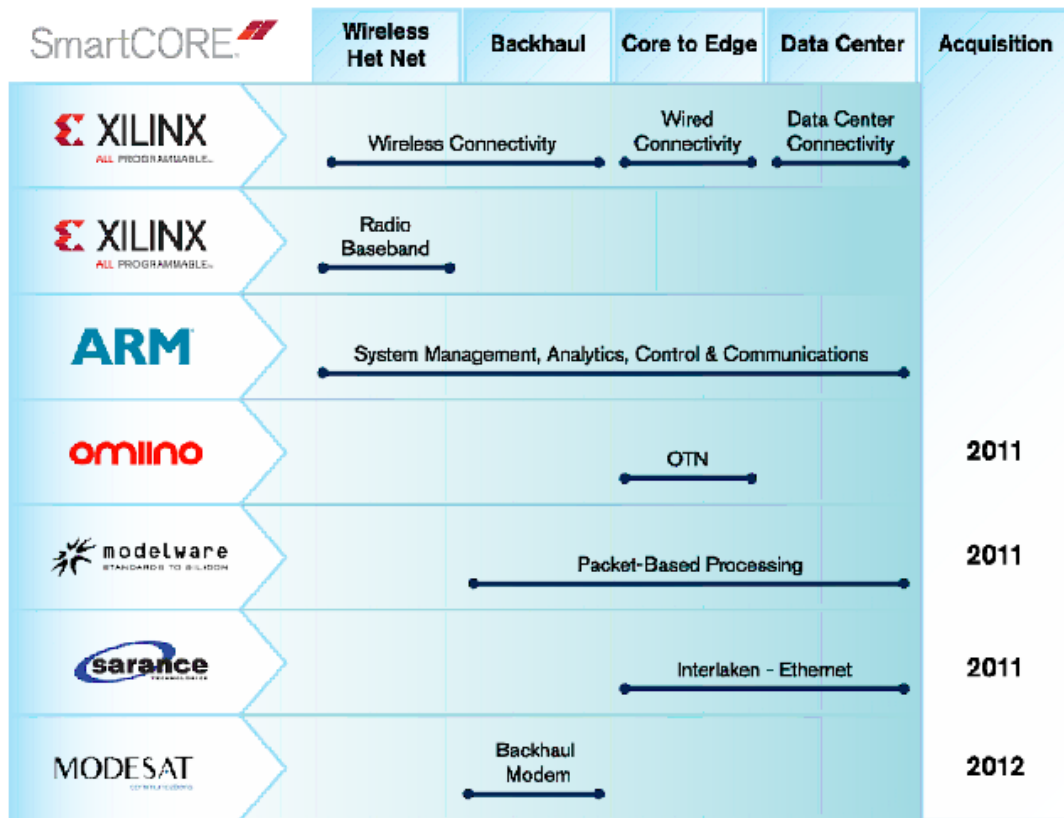 SmartCORE
Wireless
Het Net
Backhaul
Core to Edge
Data Center
Acquisition
XILINX
ALL PROGRAMMABLE
Wireless Connectivity
Wired
Connectivity
Data Center
Connectivity
XILINX
ALL PROGRAMMABLE
Radio
Baseband
ARM
System Management, Analytics, Control & Communications
omiino
OTN
2011
modelware
STANDARDS TO SILICON
Packet-Based Processing
2011
sarance
TECHNOLOGIES
Interlaken - Ethernet
2011
MODESAT
communications
Backhaul
Modem
2012